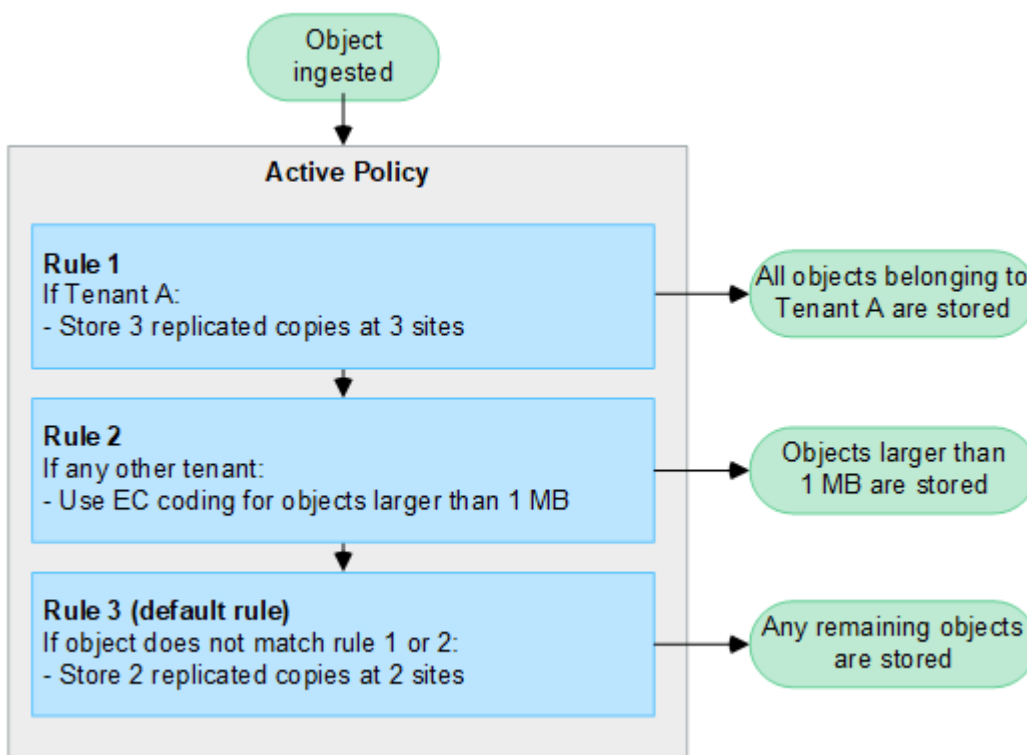 Object
ingested
Active Policy
Rule 1
If Tenant A:
- Store 3 replicated copies at 3 sites
All objects belonging to
Tenant A are stored
Rule 2
If any other tenant:
- Use EC coding for objects larger than 1 MB
Objects larger than
1 MB are stored
Rule 3 (default rule)
If object does not match rule 1 or 2:
- Store 2 replicated copies at 2 sites
Any remaining objects
are stored